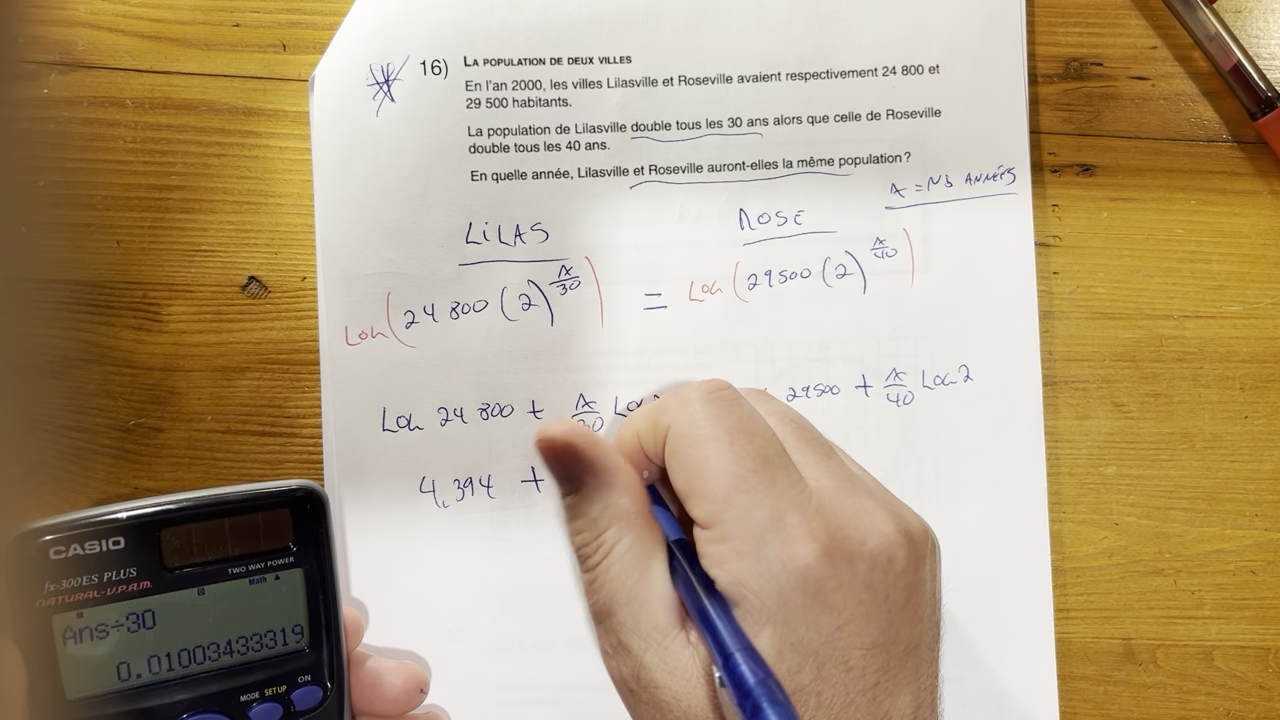 16) LA POPULATION DE DEUX VILLES
En l'an 2000, les villes Lilasville et Roseville avaient respectivement 24 800 et
29 500 habitants.
La population de Lilasville double tous les 30 ans alors que celle de Roseville
double tous les 40 ans.
En quelle année, Lilasville et Roseville auront-elles la même population ?
A = NB ANNÉES
LILAS
ROSE
LOG (24 800 (2)^A/30) = LOG (29500 (2)^A/40)
LOG 24 800 + A/30 LOG 29500 + A/40 LOG 2
4,394 +
CASIO
TWO WAY POWER
fx-300ES PLUS
NATURAL-V.P.A.M.
Math
Ans÷30
0.01003433319
MODE SETUP ON